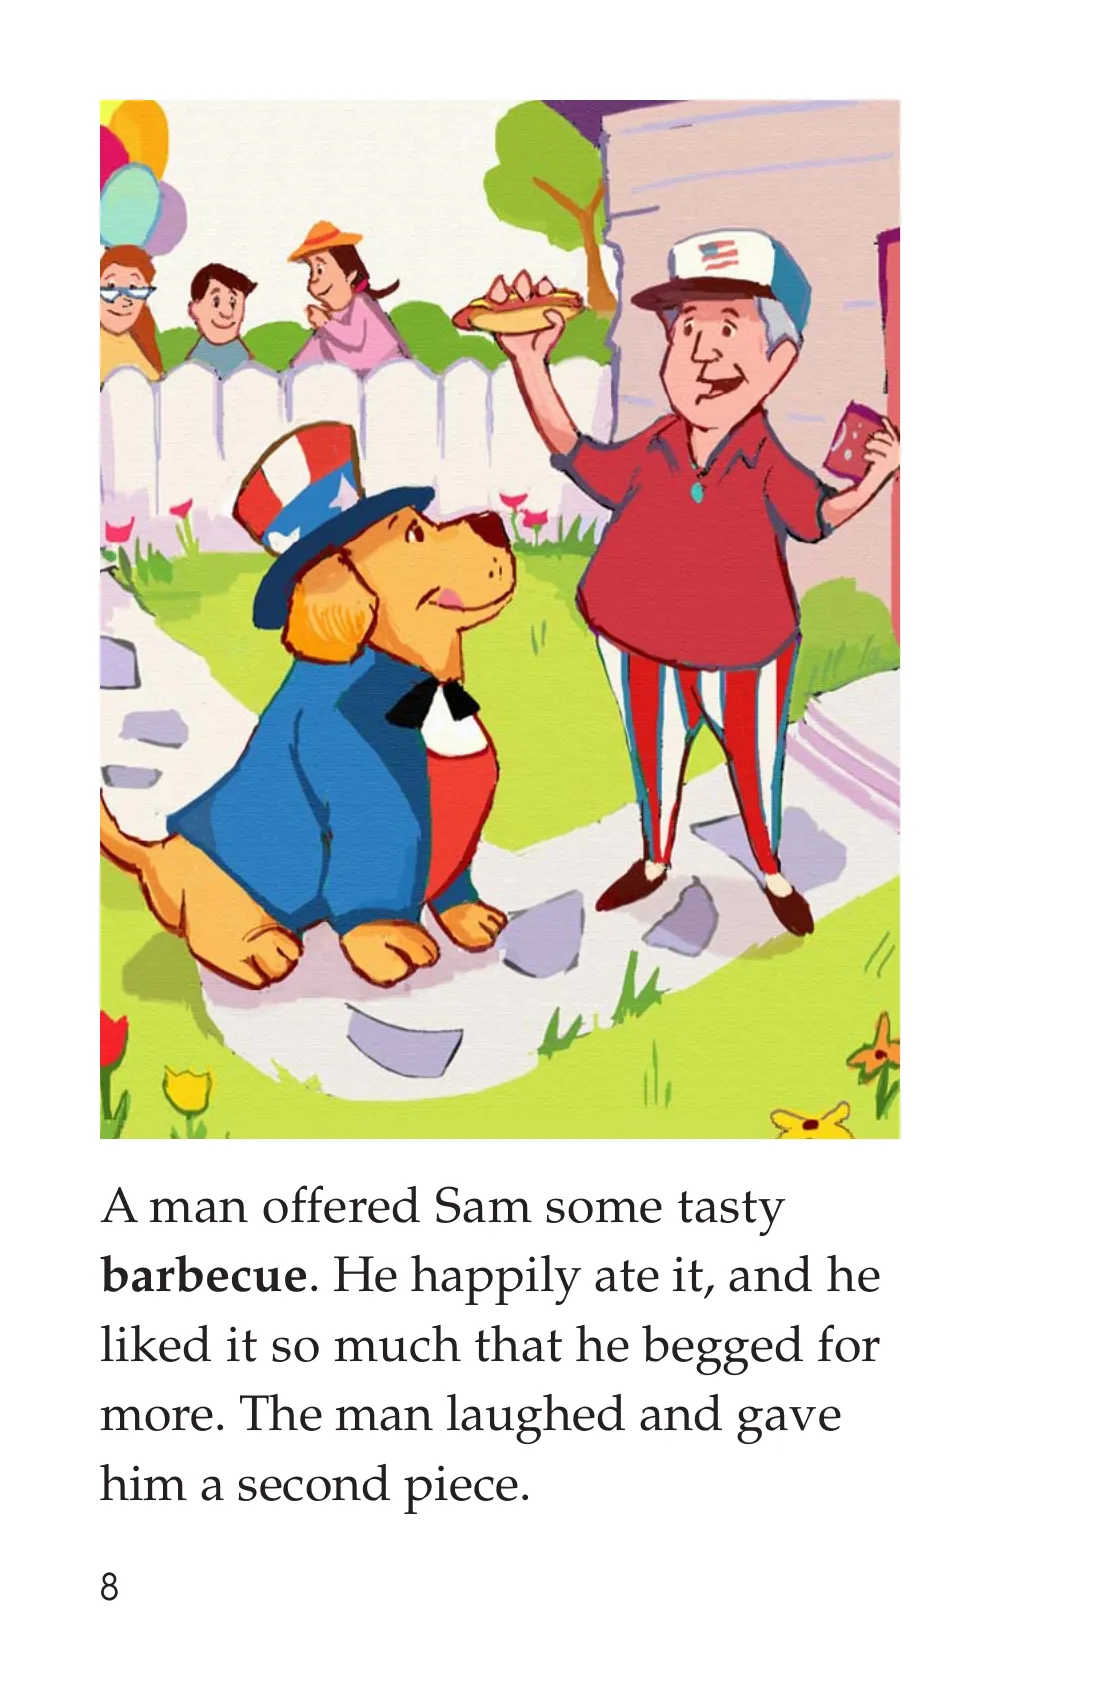 A man offered Sam some tasty
barbecue. He happily ate it, and he
liked it so much that he begged for
more. The man laughed and gave
him a second piece.
8